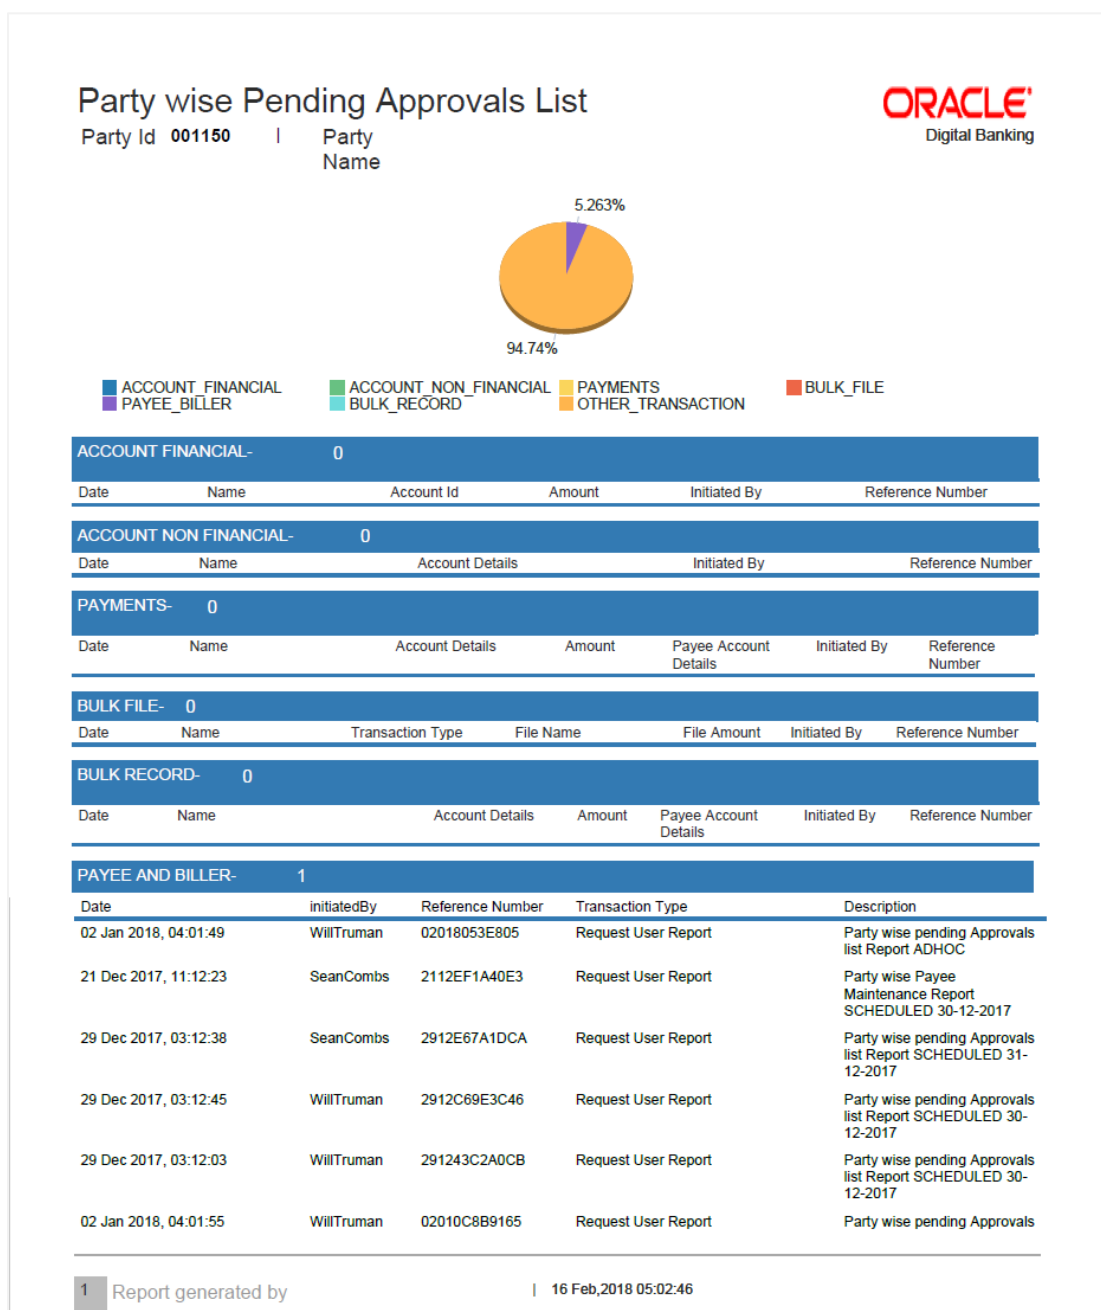 Party wise Pending Approvals List
ORACLE
Digital Banking
Party Id 001150 | Party Name
5.263%
94.74%
ACCOUNT_FINANCIAL ACCOUNT_NON_FINANCIAL PAYMENTS BULK_FILE
PAYEE_BILLER BULK_RECORD OTHER_TRANSACTION
ACCOUNT FINANCIAL- 0
Date Name Account Id Amount Initiated By Reference Number
ACCOUNT NON FINANCIAL- 0
Date Name Account Details Initiated By Reference Number
PAYMENTS- 0
Date Name Account Details Amount Payee Account Details Initiated By Reference Number
BULK FILE- 0
Date Name Transaction Type File Name File Amount Initiated By Reference Number
BULK RECORD- 0
Date Name Account Details Amount Payee Account Details Initiated By Reference Number
PAYEE AND BILLER- 1
Date initiatedBy Reference Number Transaction Type Description
02 Jan 2018, 04:01:49 WillTruman 02018053E805 Request User Report Party wise pending Approvals
list Report ADHOC
21 Dec 2017, 11:12:23 SeanCombs 2112EF1A40E3 Request User Report Party wise Payee
Maintenance Report
SCHEDULED 30-12-2017
29 Dec 2017, 03:12:38 SeanCombs 2912E67A1DCA Request User Report Party wise pending Approvals
list Report SCHEDULED 31-
12-2017
29 Dec 2017, 03:12:45 WillTruman 2912C69E3C46 Request User Report Party wise pending Approvals
list Report SCHEDULED 30-
12-2017
29 Dec 2017, 03:12:03 WillTruman 291243C2A0CB Request User Report Party wise pending Approvals
list Report SCHEDULED 30-
12-2017
02 Jan 2018, 04:01:55 WillTruman 02010C8B9165 Request User Report Party wise pending Approvals
1 Report generated by | 16 Feb,2018 05:02:46